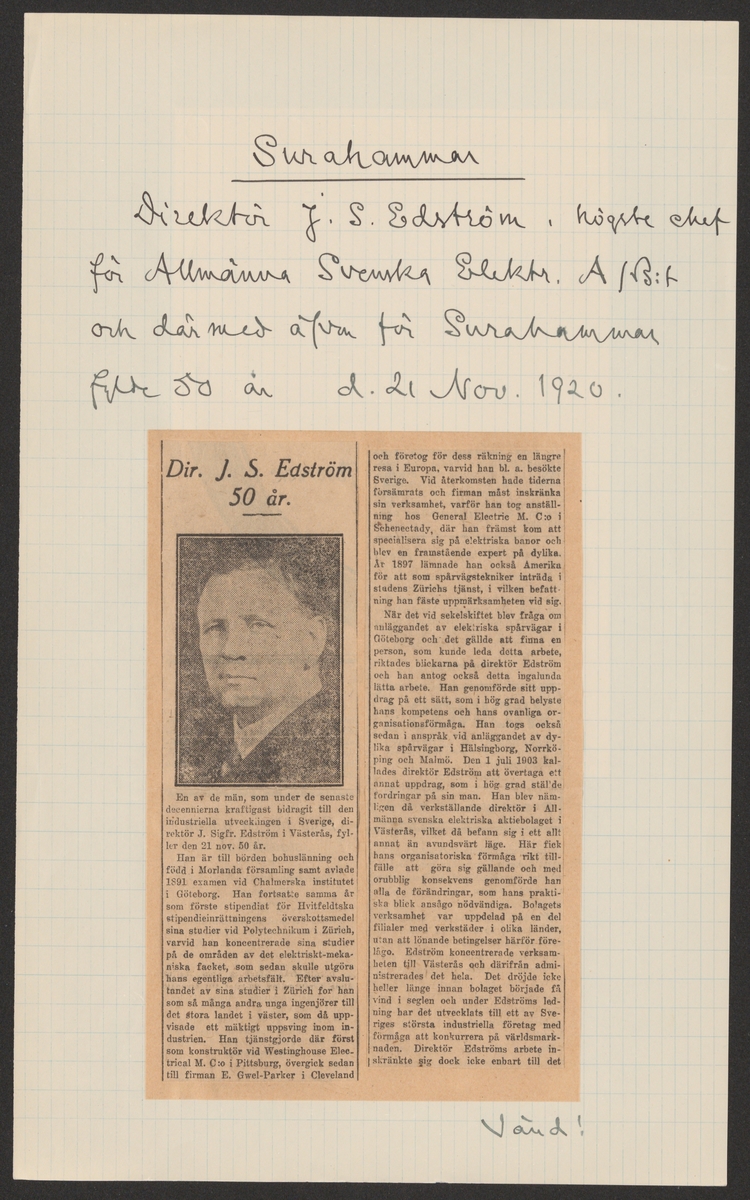 Surahammar
Direktör J. S. Edström, högste chef
för Allmänna Svenska Elektr. A/B:t
och därmed äfven för Surahammar
fyllde 50 år d. 21 Nov. 1920.
Dir. J. S. Edström
50 år.
En av de män, som under de senaste
decennierna kraftigast bidragit till den
industriella utvecklingen i Sverige, di-
rektör J. Sigfr. Edström i Västerås, fyl-
ler den 21 nov. 50 år.
Han är till börden bohuslänning och
född i Morlanda församling samt avlade
1891 examen vid Chalmerska institutet
i Göteborg. Han fortsatte samma år
som förste stipendiat för Hvitfeldtska
stipendieinrättningens överskottsmedel
sina studier vid Polytechnikum i Zürich,
varvid han koncentrerade sina studier
på de områden av det elektriskt-meka-
niska facket, som sedan skulle utgöra
hans egentliga arbetsfält. Efter avslu-
tandet av sina studier i Zürich for han
som så många andra unga ingenjörer till
det stora landet i väster, som då upp-
visade ett mäktigt uppsving inom in-
dustrien. Han tjänstgjorde där först
som konstruktör vid Westinghouse Elec-
trical M. C:o i Pittsburg, övergick sedan
till firman E. Gwel-Parker i Cleveland
och företog för dess räkning en längre
resa i Europa, varvid han bl. a. besökte
Sverige. Vid återkomsten hade tiderna
försämrats och firman måst inskränka
sin verksamhet, varför han tog anställ-
ning hos General Electric M. C:o i
Schenectady, där han främst kom att
specialisera sig på elektriska banor och
blev en framstående expert på dylika.
År 1897 lämnade han också Amerika
för att som spårvägstekniker inträda i
stadens Zürichs tjänst, i vilken befatt-
ning han fäste uppmärksamheten vid sig.
När det vid sekelskiftet blev fråga om
anläggandet av elektriska spårvägar i
Göteborg och det gällde att finna en
person, som kunde leda detta arbete,
riktades blickarna på direktör Edström
och han antog också detta ingalunda
lätta arbete. Han genomförde sitt upp-
drag på ett sätt, som i hög grad belyste
hans kompetens och hans ovanliga or-
ganisationsförmåga. Han togs också
sedan i anspråk vid anläggandet av dy-
lika spårvägar i Hälsingborg, Norrkö-
ping och Malmö. Den 1 juli 1903 kal-
lades direktör Edström att övertaga ett
annat uppdrag, som i hög grad ställde
fordringar på sin man. Han blev näm-
ligen då verkställande direktör i All-
männa svenska elektriska aktiebolaget i
Västerås, vilket då befann sig i ett allt
annat än avundsvärt läge. Här fick
hans organisatoriska förmåga rikt till-
fälle att göra sig gällande och med
orubblig konsekvens genomförde han
alla de förändringar, som hans prakti-
ska blick ansågo nödvändiga. Bolagets
verksamhet var uppdelad på en del
filialer med verkstäder i olika länder,
utan att lönande betingelser härför före-
lågo. Edström koncentrerade verksam-
heten till Västerås och därifrån admi-
nistrerades det hela. Det dröjde icke
heller länge innan bolaget började få
vind i seglen och under Edströms led-
ning har det utvecklats till ett av Sve-
riges största industriella företag med
förmåga att konkurrera på världsmark-
naden. Direktör Edströms arbete in-
skränkte sig dock icke enbart till det
Vänd!